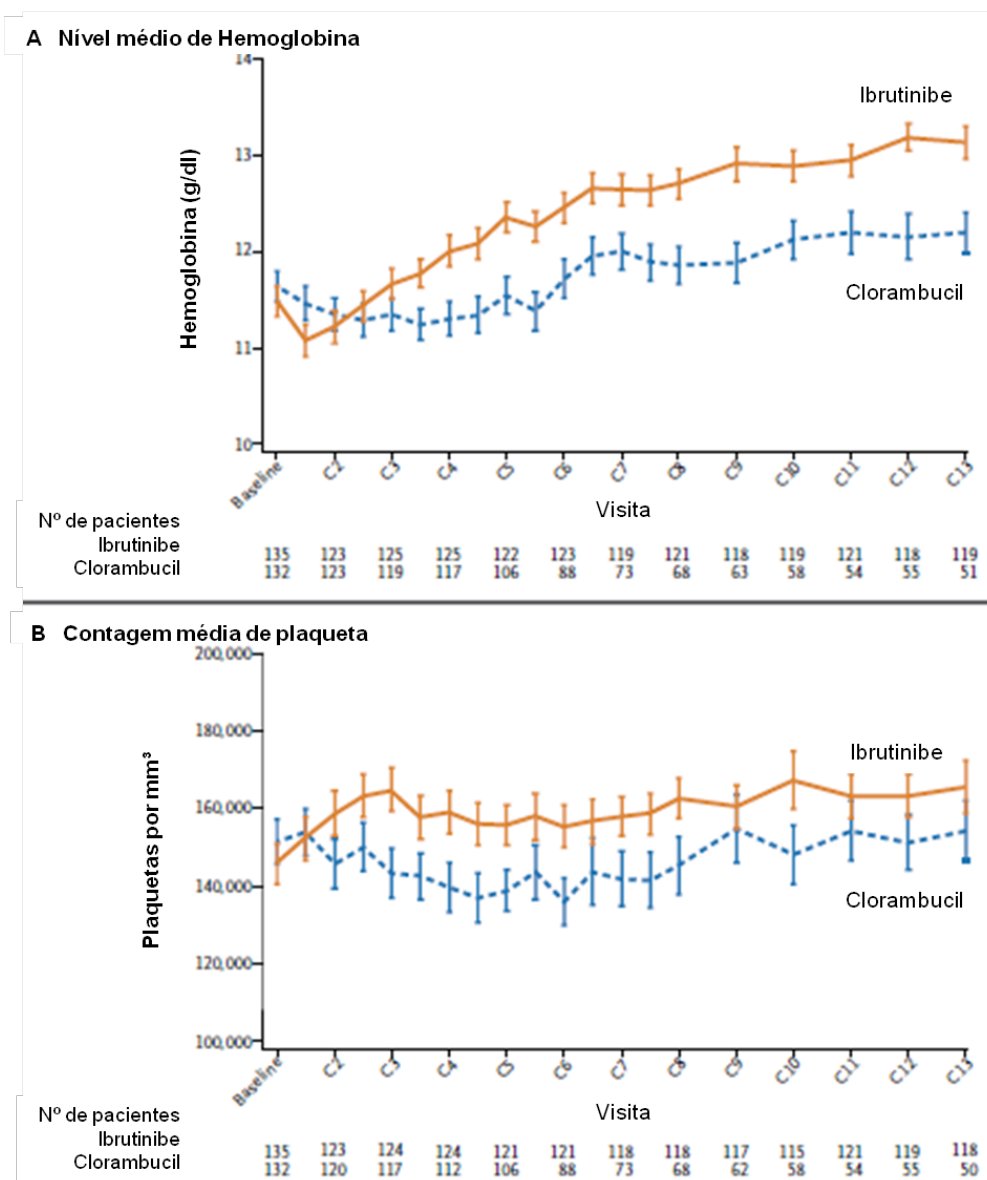 A Nível médio de Hemoglobina
14
Ibrutinibe
13
Hemoglobina (g/dl)
12
Clorambucil
11
10
Baseline C2 C3 C4 C5 C6 C7 C8 C9 C10 C11 C12 C13
Visita
Nº de pacientes
Ibrutinibe 135 123 125 125 122 123 119 121 118 119 121 118 119
Clorambucil 132 123 119 117 106 88 73 68 63 58 54 55 51
B Contagem média de plaqueta
200,000
180,000
Ibrutinibe
160,000
Plaquetas por mm³
140,000
Clorambucil
120,000
100,000
Baseline C2 C3 C4 C5 C6 C7 C8 C9 C10 C11 C12 C13
Visita
Nº de pacientes
Ibrutinibe 135 123 124 124 121 121 118 118 117 115 121 119 118
Clorambucil 132 120 117 112 106 88 73 68 62 58 54 55 50